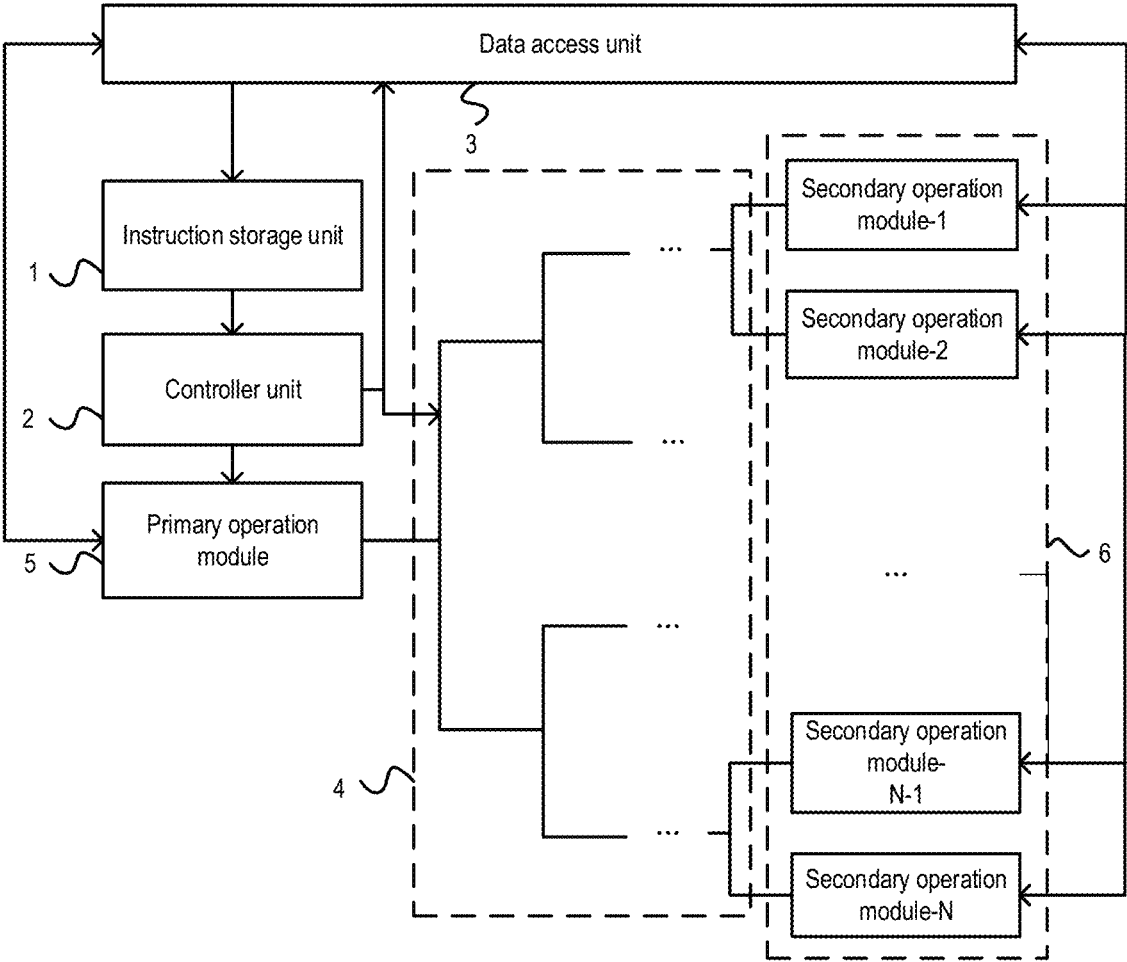 Data access unit
3
Instruction storage unit
1
Controller unit
2
Primary operation
module
5
4
...
...
...
...
Secondary operation
module-1
Secondary operation
module-2
...
6
Secondary operation
module-
N-1
Secondary operation
module-N